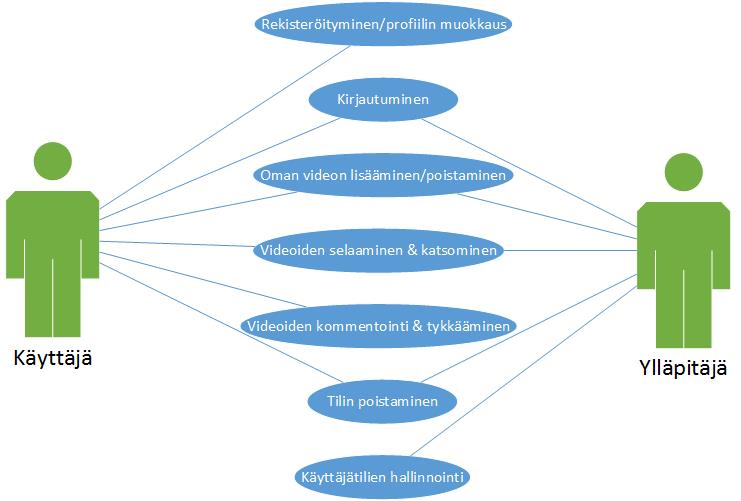 Rekisteröityminen/profiilin muokkaus
Kirjautuminen
Oman videon lisääminen/poistaminen
Videoiden selaaminen & katsominen
Videoiden kommentointi & tykkääminen
Käyttäjä
Ylläpitäjä
Tilin poistaminen
Käyttäjätilien hallinnointi